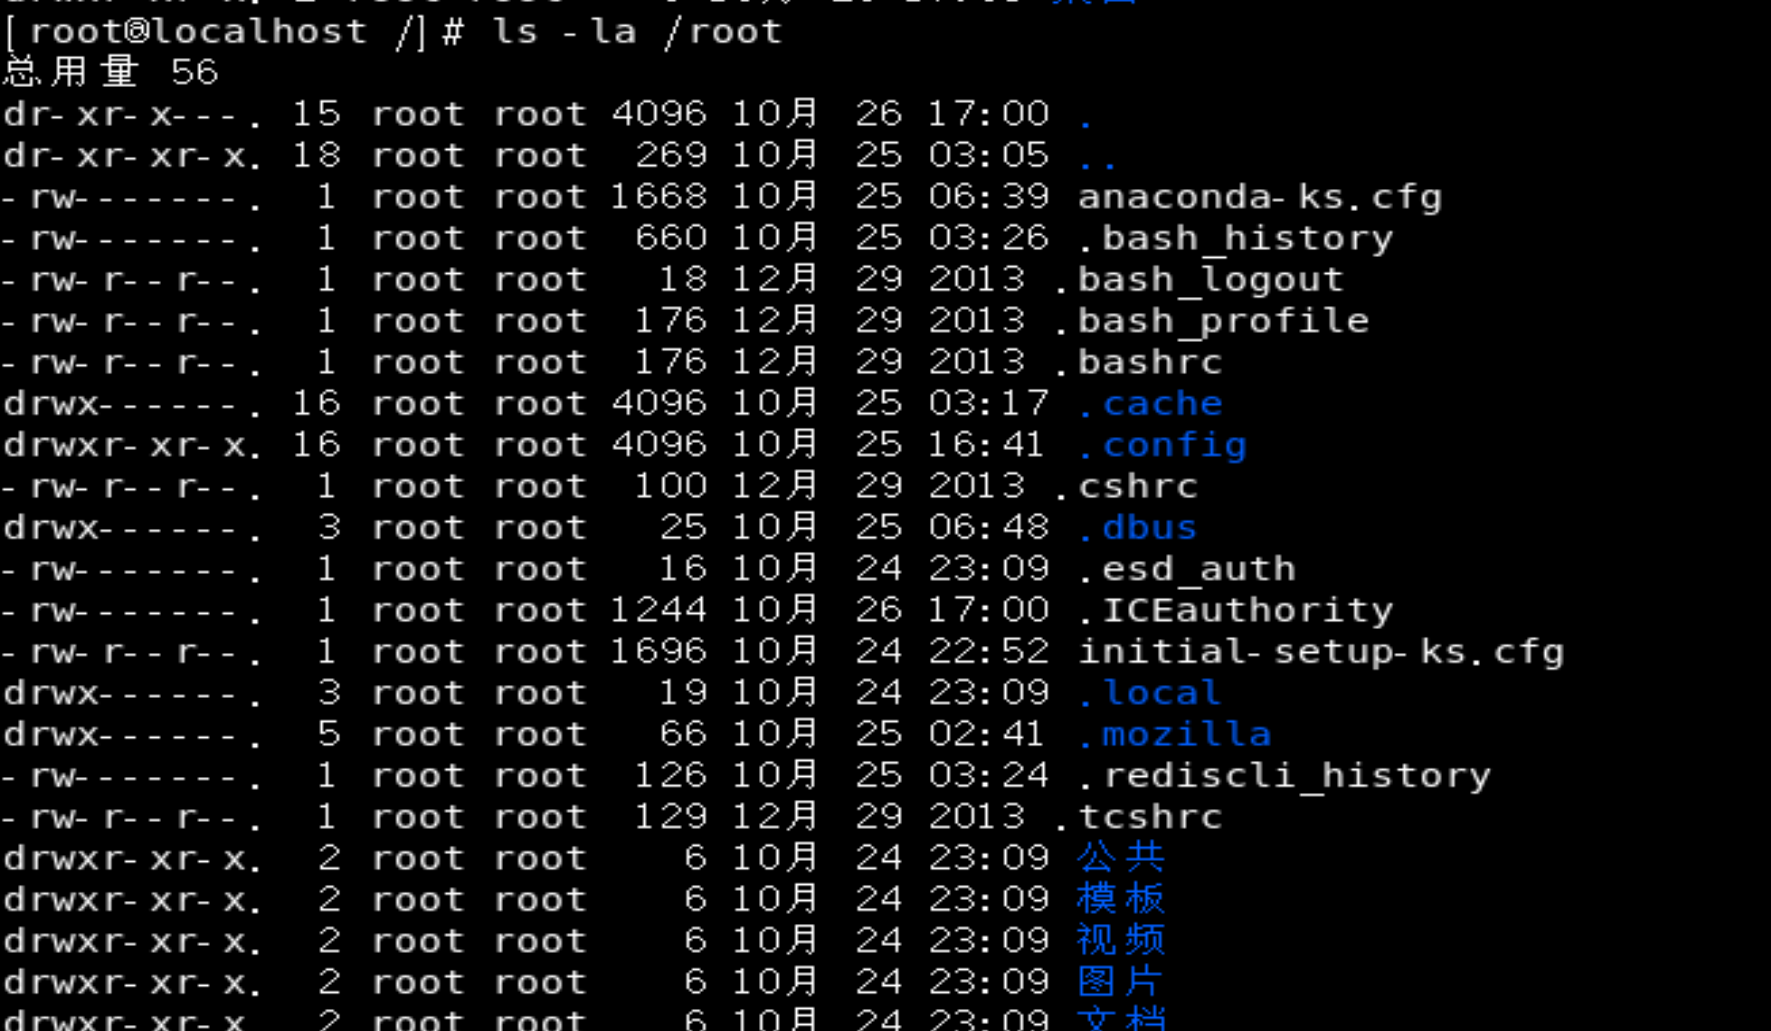 [root@localhost /]# ls -la /root
总用量 56
dr-xr-x---. 15 root root 4096 10月 26 17:00 .
dr-xr-xr-x. 18 root root  269 10月 25 03:05 ..
-rw-------.  1 root root 1668 10月 25 06:39 anaconda-ks.cfg
-rw-------.  1 root root  660 10月 25 03:26 .bash_history
-rw-r--r--.  1 root root   18 12月 29 2013 .bash_logout
-rw-r--r--.  1 root root  176 12月 29 2013 .bash_profile
-rw-r--r--.  1 root root  176 12月 29 2013 .bashrc
drwx------. 16 root root 4096 10月 25 03:17 .cache
drwxr-xr-x. 16 root root 4096 10月 25 16:41 .config
-rw-r--r--.  1 root root  100 12月 29 2013 .cshrc
drwx------.  3 root root   25 10月 25 06:48 .dbus
-rw-------.  1 root root   16 10月 24 23:09 .esd_auth
-rw-------.  1 root root 1244 10月 26 17:00 .ICEauthority
-rw-r--r--.  1 root root 1696 10月 24 22:52 initial-setup-ks.cfg
drwx------.  3 root root   19 10月 24 23:09 .local
drwx------.  5 root root   66 10月 25 02:41 .mozilla
-rw-------.  1 root root  126 10月 25 03:24 .rediscli_history
-rw-r--r--.  1 root root  129 12月 29 2013 .tcshrc
drwxr-xr-x.  2 root root    6 10月 24 23:09 公共
drwxr-xr-x.  2 root root    6 10月 24 23:09 模板
drwxr-xr-x.  2 root root    6 10月 24 23:09 视频
drwxr-xr-x.  2 root root    6 10月 24 23:09 图片
drwxr-xr-x.  2 root root    6 10月 24 23:09 文档